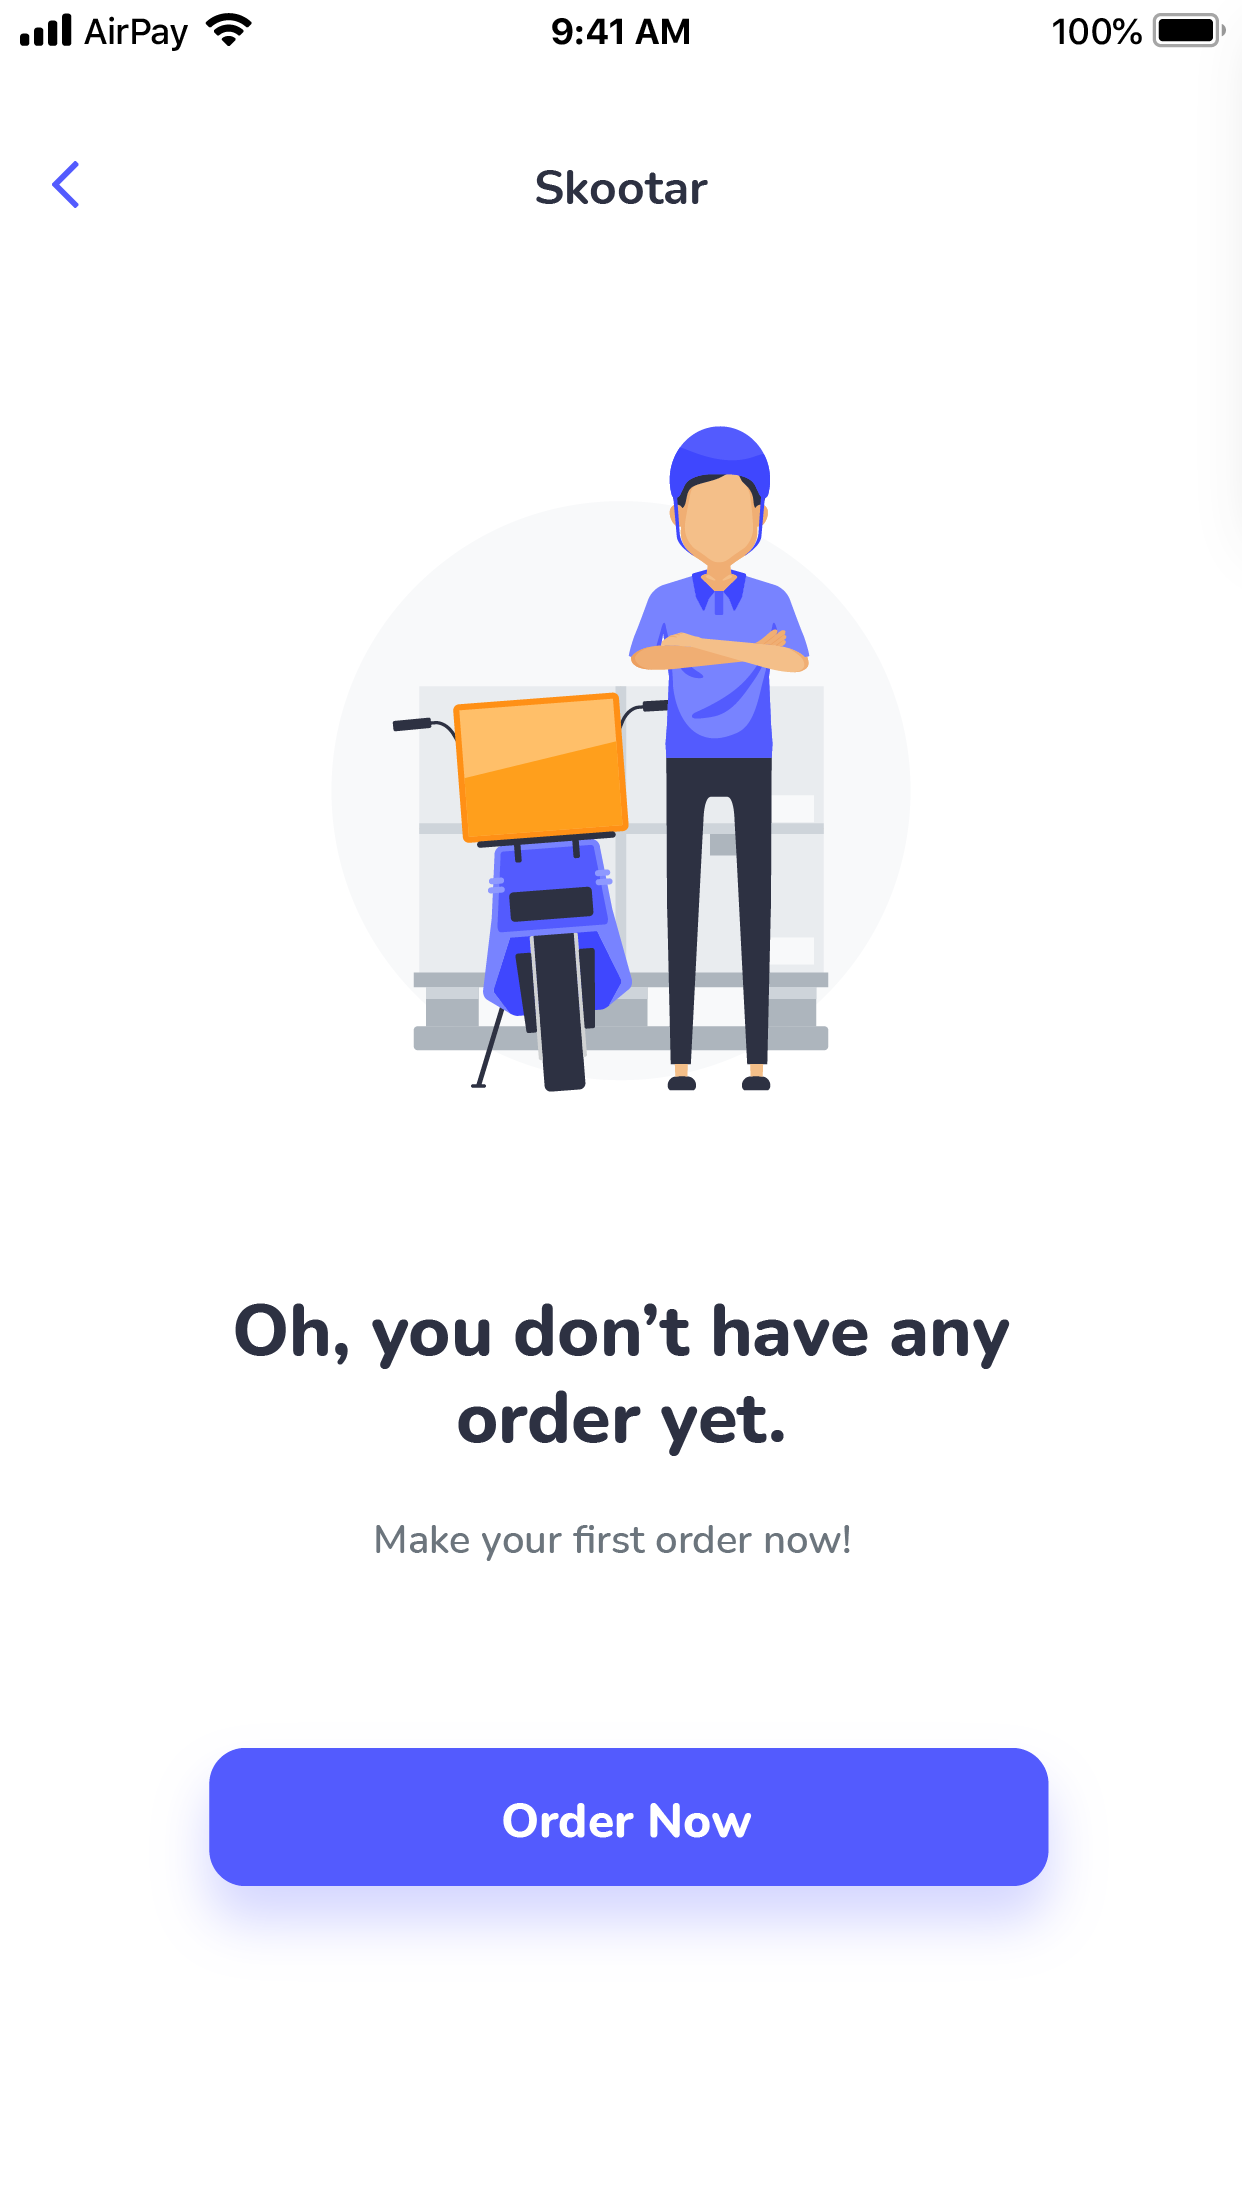 AirPay
9:41 AM
100%
Skootar
Oh, you don’t have any
order yet.
Make your first order now!
Order Now